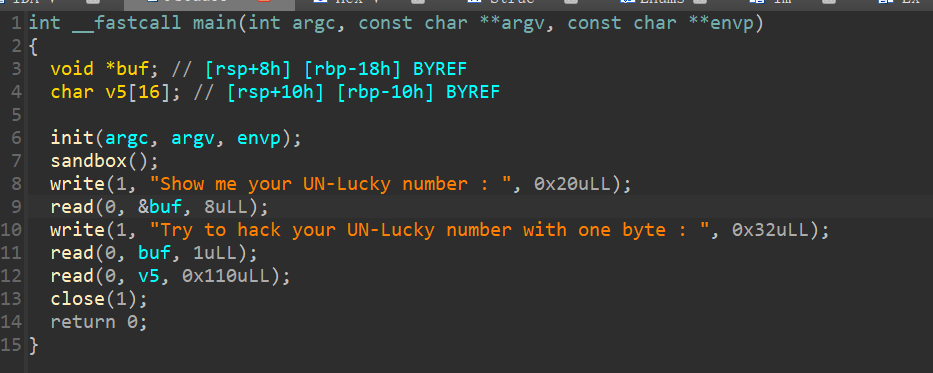 1 int __fastcall main(int argc, const char **argv, const char **envp)
2 {
3 void *buf; // [rsp+8h] [rbp-18h] BYREF
4 char v5[16]; // [rsp+10h] [rbp-10h] BYREF
5
6 init(argc, argv, envp);
7 sandbox();
8 write(1, "Show me your UN-Lucky number : ", 0x20uLL);
9 read(0, &buf, 8uLL);
10 write(1, "Try to hack your UN-Lucky number with one byte : ", 0x32uLL);
11 read(0, buf, 1uLL);
12 read(0, v5, 0x110uLL);
13 close(1);
14 return 0;
15 }